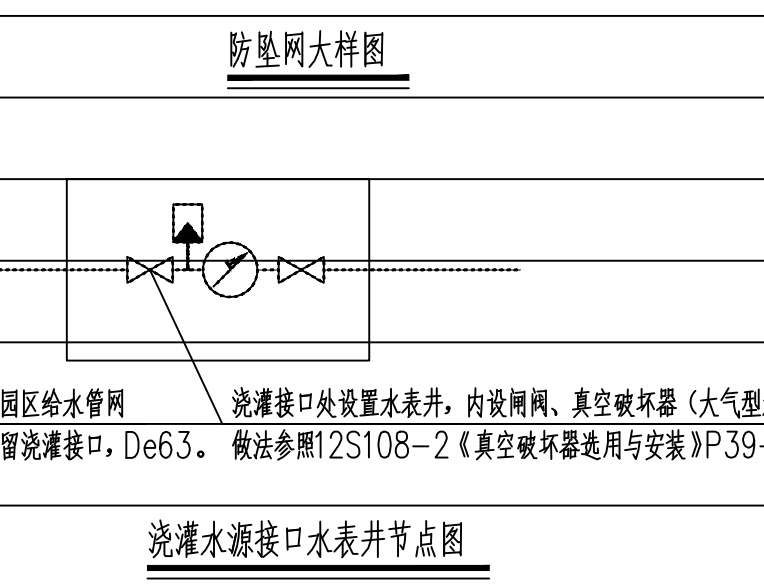 防坠网大样图
园区给水管网
留浇灌接口，De63。
浇灌接口处设置水表井，内设闸阀、真空破坏器（大气型
做法参照12S108-2《真空破坏器选用与安装》P39-
浇灌水源接口水表井节点图